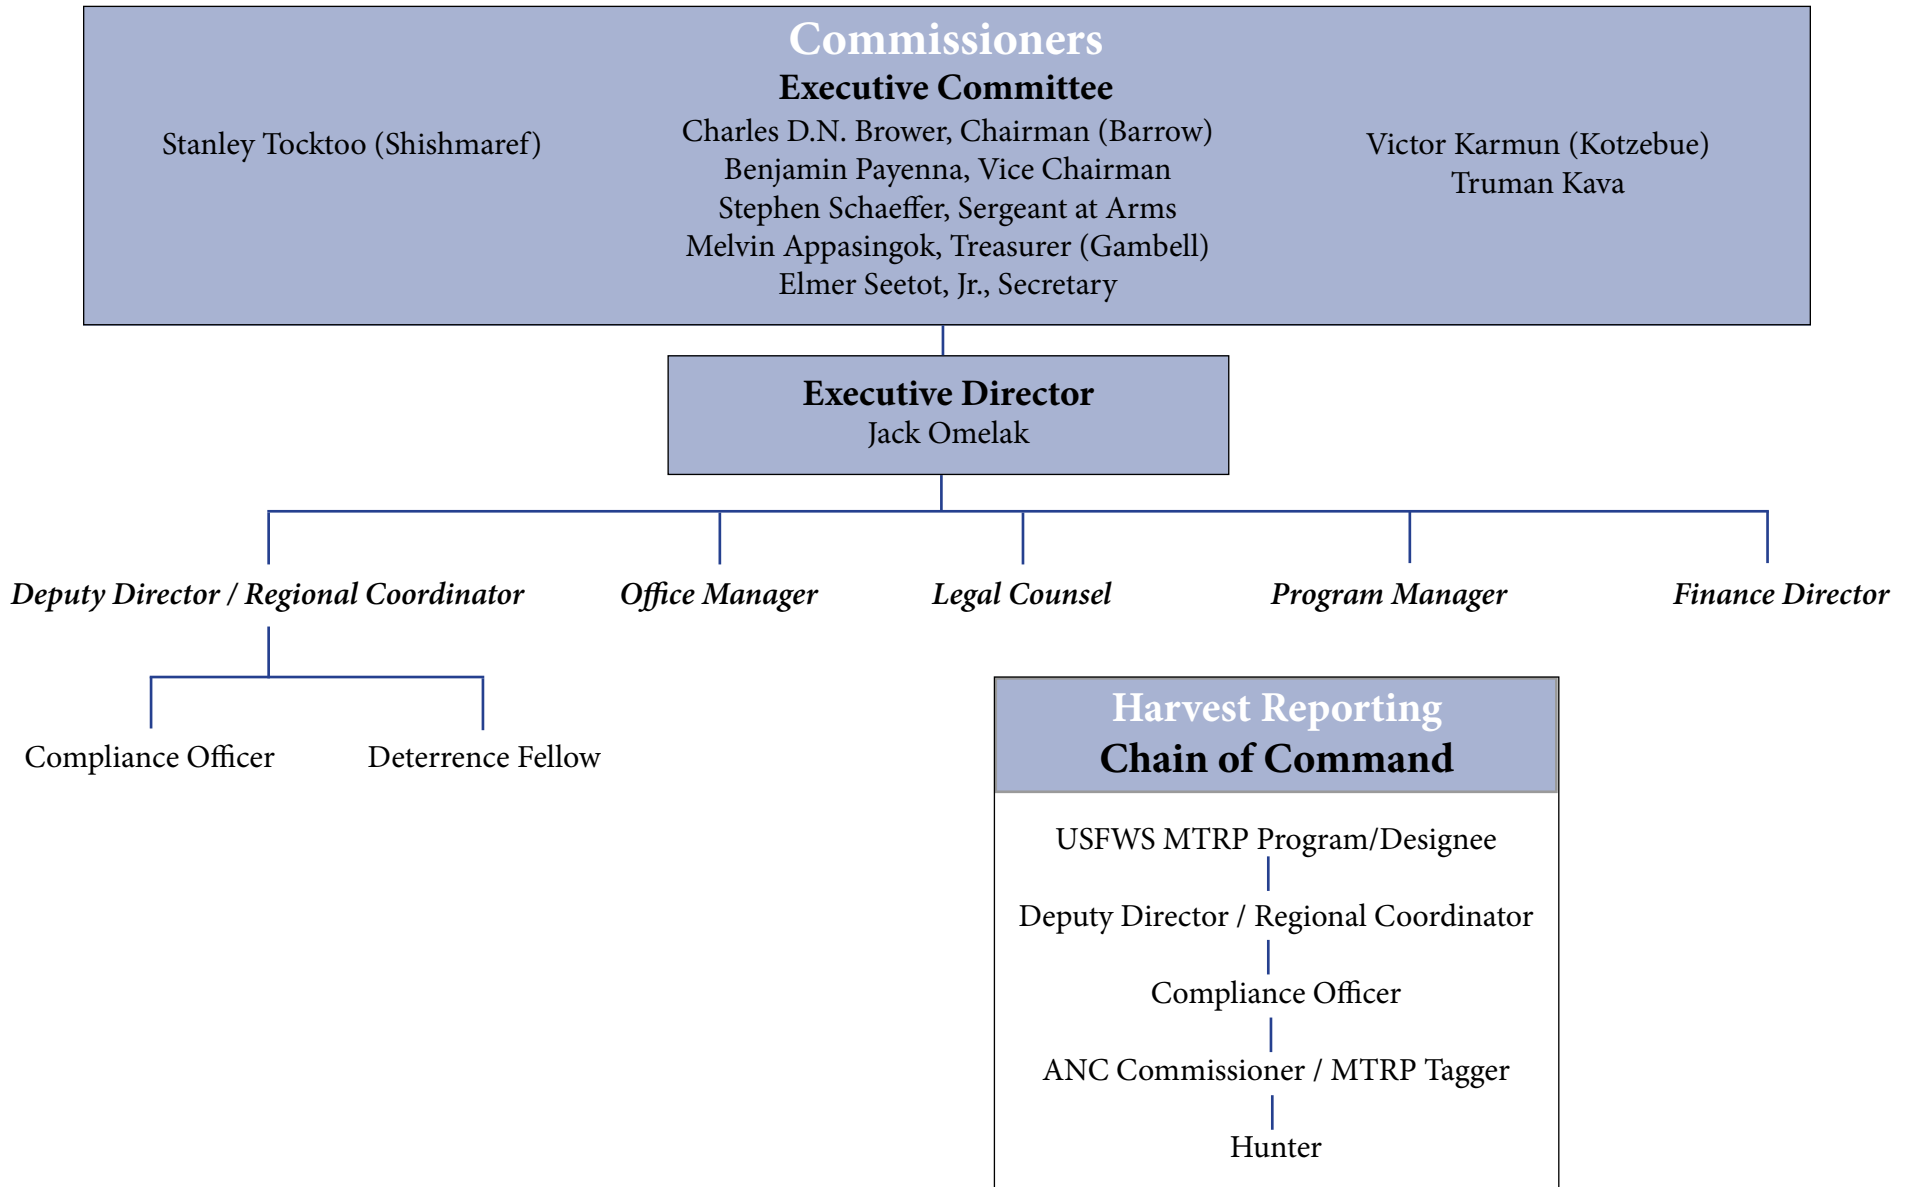 Commissioners
Executive Committee
Stanley Tocktoo (Shishmaref)
Charles D.N. Brower, Chairman (Barrow)
Benjamin Payenna, Vice Chairman
Stephen Schaeffer, Sergeant at Arms
Melvin Appasingok, Treasurer (Gambell)
Elmer Seetot, Jr., Secretary
Victor Karmun (Kotzebue)
Truman Kava
Executive Director
Jack Omelak
Deputy Director / Regional Coordinator
Office Manager
Legal Counsel
Program Manager
Finance Director
Compliance Officer
Deterrence Fellow
Harvest Reporting
Chain of Command
USFWS MTRP Program/Designee
Deputy Director / Regional Coordinator
Compliance Officer
ANC Commissioner / MTRP Tagger
Hunter